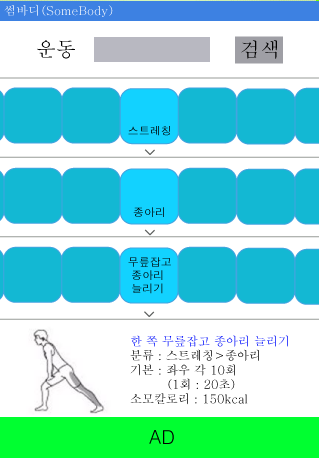 썸바디(SomeBody)
운동 검색
스트레칭
종아리
무릎잡고
종아리
늘리기
한 쪽 무릎잡고 종아리 늘리기
분류 : 스트레칭>종아리
기본 : 좌우 각 10회
(1회 : 20초)
소모칼로리 : 150kcal
AD